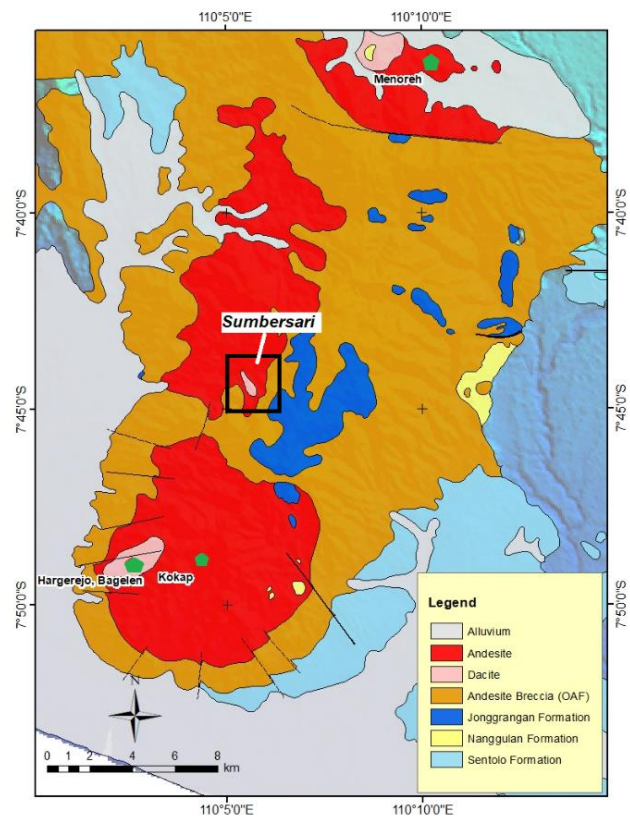 110°5'0"E
110°10'0"E
Menoreh
7°40'0"S
7°40'0"S
Sumbersari
7°45'0"S
7°45'0"S
Hargerejo, Bagelen
Kokap
7°50'0"S
7°50'0"S
Legend
Alluvium
Andesite
Dacite
Andesite Breccia (OAF)
Jonggrangan Formation
Nanggulan Formation
Sentolo Formation
N
0 1 2 4 6 8
km
110°5'0"E
110°10'0"E